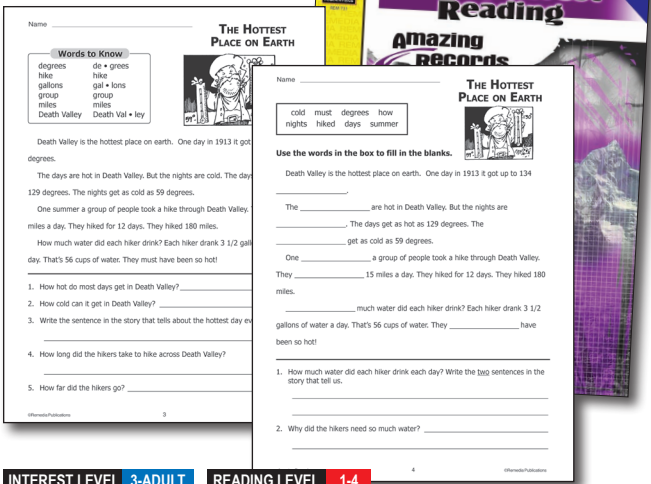 Reading
Amazing
Records
Name
THE HOTTEST
PLACE ON EARTH
Words to Know
degrees de • grees
hike hike
gallons gal • lons
group group
miles miles
Death Valley Death Val • ley
Death Valley is the hottest place on earth. One day in 1913 it got
degrees.
The days are hot in Death Valley. But the nights are cold. The days
129 degrees. The nights get as cold as 59 degrees.
One summer a group of people took a hike through Death Valley.
miles a day. They hiked for 12 days. They hiked 180 miles.
How much water did each hiker drink? Each hiker drank 3 1/2 gall
day. That's 56 cups of water. They must have been so hot!
1. How hot do most days get in Death Valley?
2. How cold can it get in Death Valley?
3. Write the sentence in the story that tells about the hottest day ev
4. How long did the hikers take to hike across Death Valley?
5. How far did the hikers go?
©Remedia Publications 3
Name
THE HOTTEST
PLACE ON EARTH
cold must degrees how
nights hiked days summer
Use the words in the box to fill in the blanks.
Death Valley is the hottest place on earth. One day in 1913 it got up to 134
.
The are hot in Death Valley. But the nights are
. The days get as hot as 129 degrees. The
get as cold as 59 degrees.
One a group of people took a hike through Death Valley.
They 15 miles a day. They hiked for 12 days. They hiked 180
miles.
much water did each hiker drink? Each hiker drank 3 1/2
gallons of water a day. That's 56 cups of water. They have
been so hot!
1. How much water did each hiker drink each day? Write the two sentences in the
story that tell us.
2. Why did the hikers need so much water?
4 ©Remedia Publications
INTEREST LEVEL 3-ADULT READING LEVEL 1-4